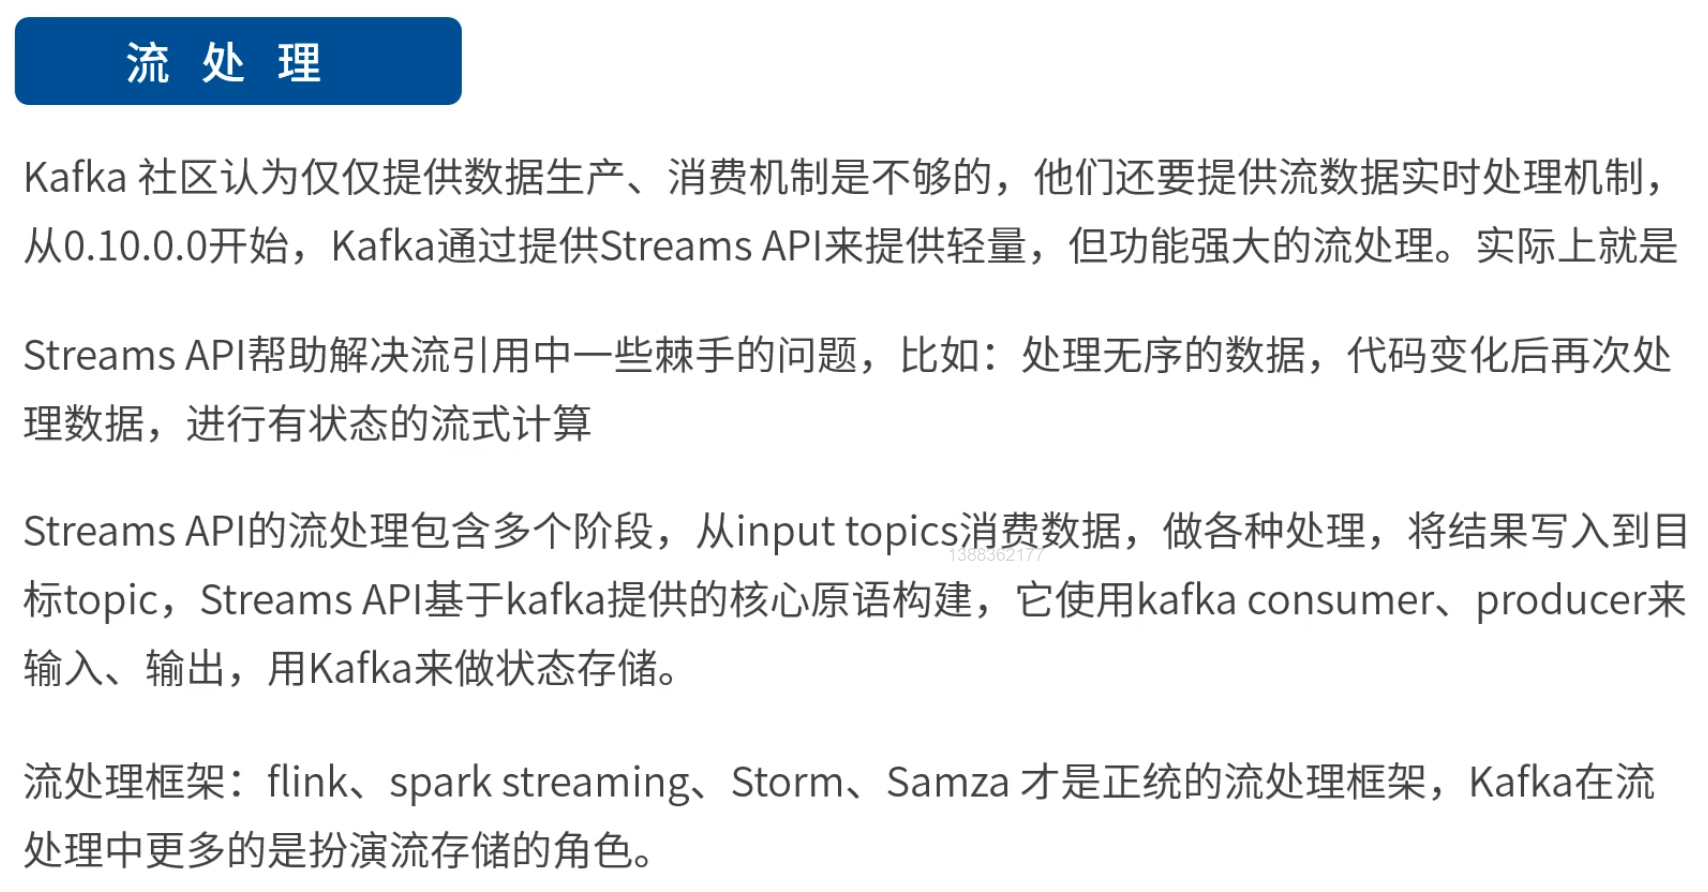 流 处 理
Kafka 社区认为仅仅提供数据生产、消费机制是不够的，他们还要提供流数据实时处理机制，
从0.10.0.0开始，Kafka通过提供Streams API来提供轻量，但功能强大的流处理。实际上就是
Streams API帮助解决流引用中一些棘手的问题，比如：处理无序的数据，代码变化后再次处
理数据，进行有状态的流式计算
Streams API的流处理包含多个阶段，从input topics消费数据，做各种处理，将结果写入到目
1388362177
标topic，Streams API基于kafka提供的核心原语构建，它使用kafka consumer、producer来
输入、输出，用Kafka来做状态存储。
流处理框架：flink、spark streaming、Storm、Samza 才是正统的流处理框架，Kafka在流
处理中更多的是扮演流存储的角色。